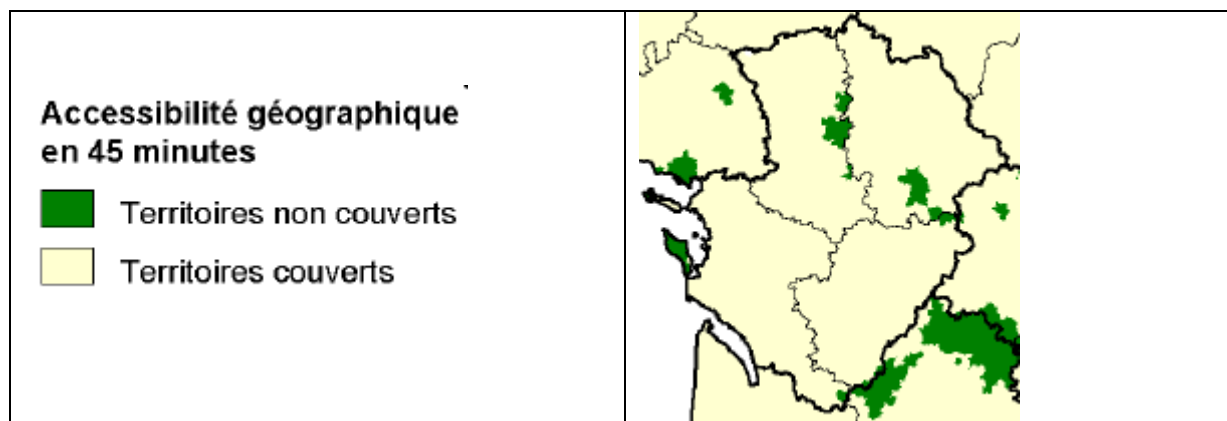 Accessibilité géographique
en 45 minutes
Territoires non couverts
Territoires couverts